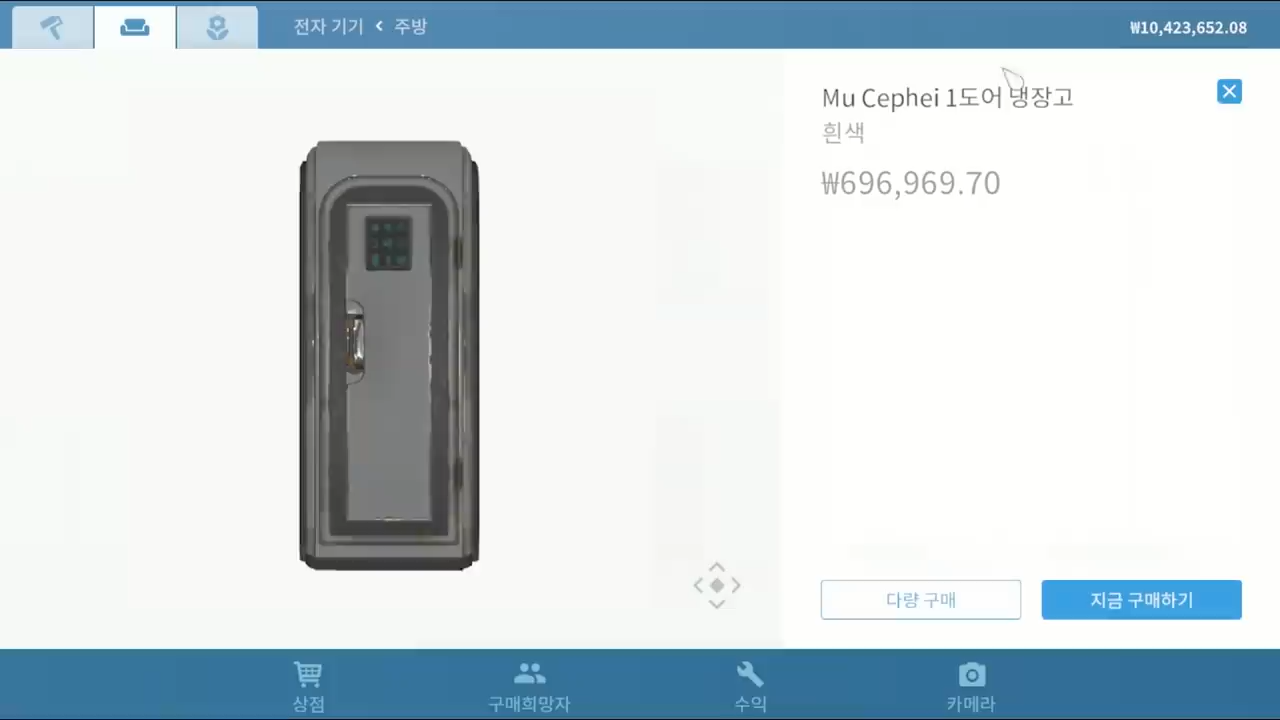 전자 기기 < 주방
₩10,423,652.08
Mu Cephei 1도어 냉장고
흰색
₩696,969.70
다량 구매
지금 구매하기
상점
구매희망자
수익
카메라